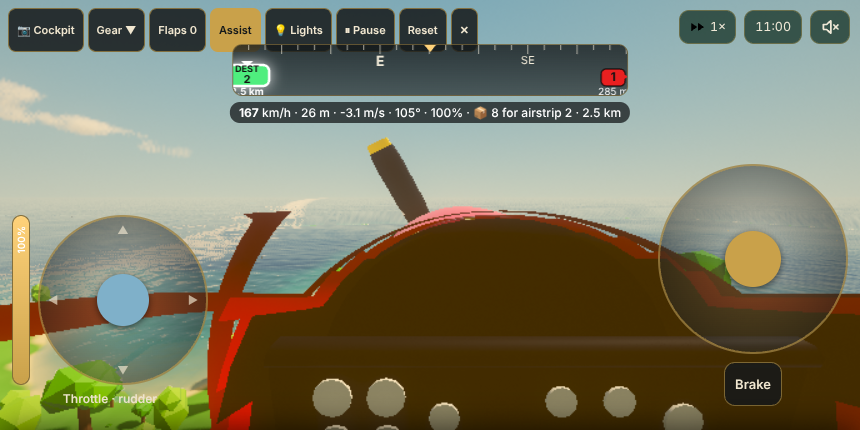 📷 Cockpit
Gear ▼
Flaps 0
Assist
💡 Lights
⏸ Pause
Reset
×
▶▶ 1×
11:00
E
SE
DEST
2
5 km
1
285 m
167 km/h · 26 m · -3.1 m/s · 105° · 100% · 📦 8 for airstrip 2 · 2.5 km
100%
Throttle · rudder
Brake